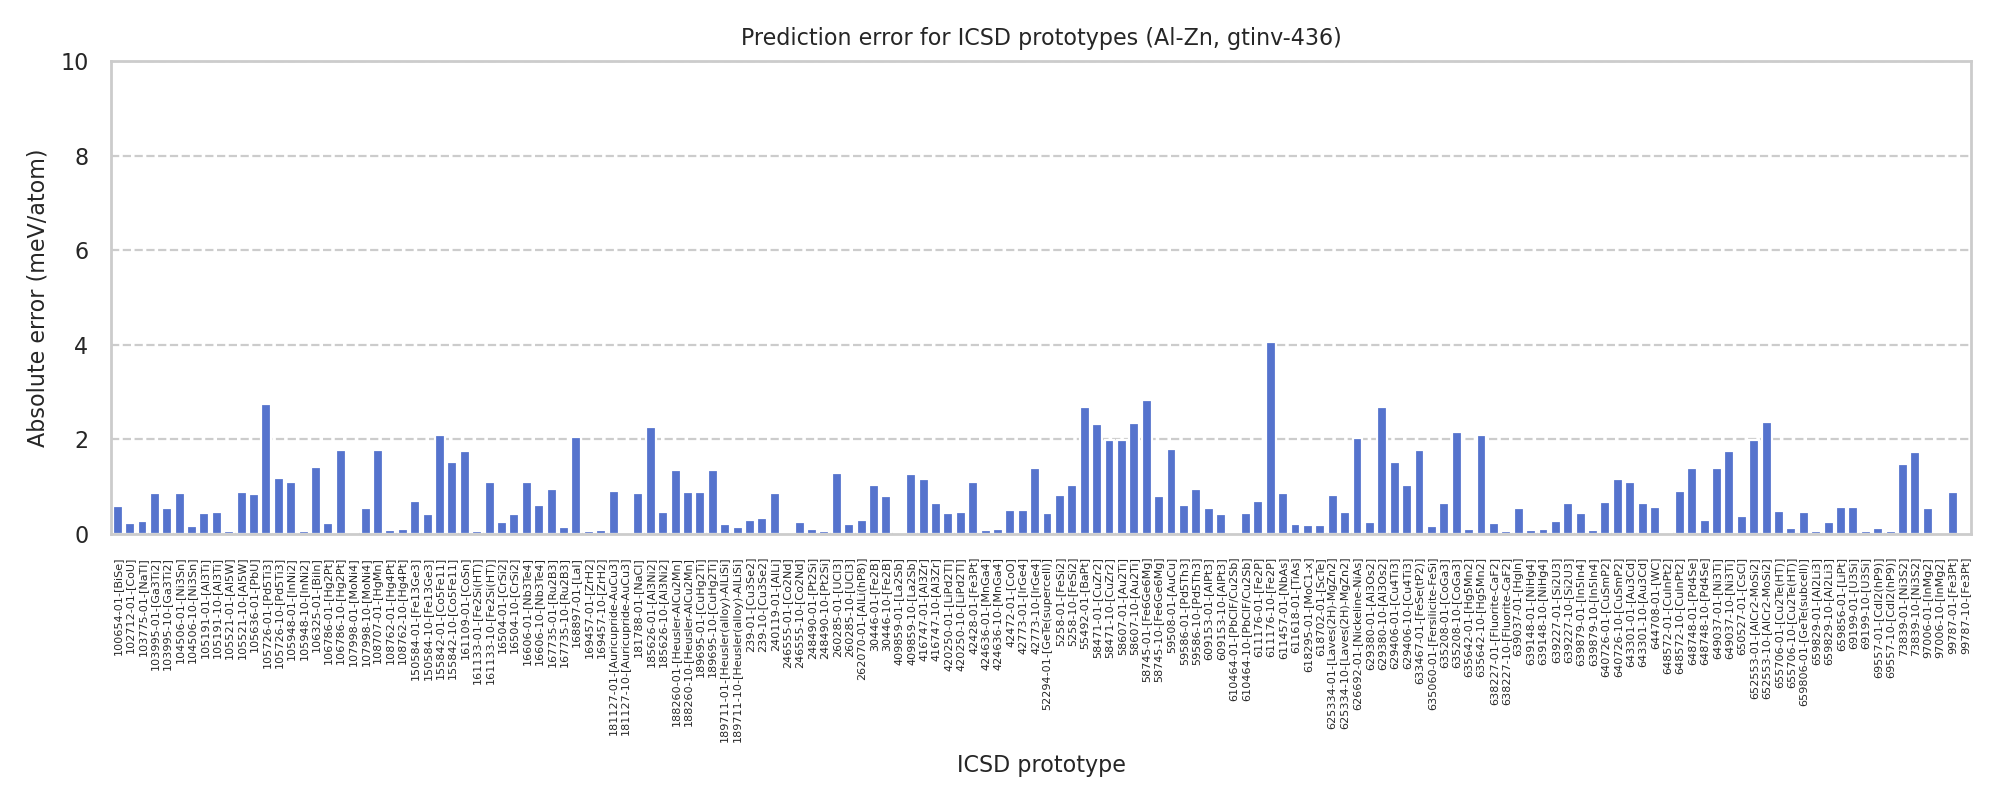 Prediction error for ICSD prototypes (Al-Zn, gtinv-436)
Absolute error (meV/atom)
10
8
6
4
2
0
100654-01-[BiSe]
102712-01-[CoU]
103775-01-[NaTl]
103995-01-[Ga3Ti2]
103995-10-[Ga3Ti2]
104506-01-[Ni3Sn]
104506-10-[Ni3Sn]
105191-01-[Al3Ti]
105191-10-[Al3Ti]
105521-01-[Al5W]
105521-10-[Al5W]
105636-01-[PbU]
105726-01-[Pd5Ti3]
105726-10-[Pd5Ti3]
105948-01-[InNi2]
105948-10-[InNi2]
106325-01-[BiIn]
106786-01-[Hg2Pt]
106786-10-[Hg2Pt]
107998-01-[MoNi4]
107998-10-[MoNi4]
108707-01-[HgMn]
108762-01-[Hg4Pt]
108762-10-[Hg4Pt]
150584-01-[Fe13Ge3]
150584-10-[Fe13Ge3]
155842-01-[Co5Fe11]
155842-10-[Co5Fe11]
161109-01-[CoSn]
161133-01-[Fe2Si(HT)]
161133-10-[Fe2Si(HT)]
16504-01-[CrSi2]
16504-10-[CrSi2]
16606-01-[Nb3Te4]
16606-10-[Nb3Te4]
167735-01-[Ru2B3]
167735-10-[Ru2B3]
168897-01-[LaI]
169457-01-[ZrH2]
169457-10-[ZrH2]
181127-01-[Auricupride-AuCu3]
181127-10-[Auricupride-AuCu3]
181788-01-[NaCl]
185626-01-[Al3Ni2]
185626-10-[Al3Ni2]
188260-01-[Heusler-AlCu2Mn]
188260-10-[Heusler-AlCu2Mn]
189695-01-[CuHg2Ti]
189695-10-[CuHg2Ti]
189711-01-[Heusler(alloy)-AlLiSi]
189711-10-[Heusler(alloy)-AlLiSi]
239-01-[Cu3Se2]
239-10-[Cu3Se2]
240119-01-[AlLi]
246555-01-[Co2Nd]
246555-10-[Co2Nd]
248490-01-[Pt2Si]
248490-10-[Pt2Si]
260285-01-[UCl3]
260285-10-[UCl3]
262070-01-[AlLi(hP8)]
30446-01-[Fe2B]
30446-10-[Fe2B]
409859-01-[La2Sb]
409859-10-[La2Sb]
416747-01-[Al3Zr]
416747-10-[Al3Zr]
420250-01-[LiPd2Tl]
420250-10-[LiPd2Tl]
42428-01-[Fe3Pt]
424636-01-[MnGa4]
424636-10-[MnGa4]
42472-01-[CoO]
42773-01-[IrGe4]
42773-10-[IrGe4]
52294-01-[GeTe(supercell)]
5258-01-[FeSi2]
5258-10-[FeSi2]
55492-01-[BaPt]
58471-01-[CuZr2]
58471-10-[CuZr2]
58607-01-[Au2Ti]
58607-10-[Au2Ti]
58745-01-[Fe6Ge6Mg]
58745-10-[Fe6Ge6Mg]
59508-01-[AuCu]
59586-01-[Pd5Th3]
59586-10-[Pd5Th3]
609153-01-[AlPt3]
609153-10-[AlPt3]
610464-01-[PbClF/Cu2Sb]
610464-10-[PbClF/Cu2Sb]
611176-01-[Fe2P]
611176-10-[Fe2P]
611457-01-[NbAs]
611618-01-[TiAs]
618295-01-[MoC1-x]
618702-01-[ScTe]
625334-01-[Laves(2H)-MgZn2]
625334-10-[Laves(2H)-MgZn2]
626692-01-[Nickeline-NiAs]
629380-01-[Al3Os2]
629380-10-[Al3Os2]
629406-01-[Cu4Ti3]
629406-10-[Cu4Ti3]
633467-01-[FeSe(tP2)]
635060-01-[Fersilicite-FeSi]
635208-01-[CoGa3]
635208-10-[CoGa3]
635642-01-[Hg5Mn2]
635642-10-[Hg5Mn2]
638227-01-[Fluorite-CaF2]
638227-10-[Fluorite-CaF2]
639037-01-[HgIn]
639148-01-[NiHg4]
639148-10-[NiHg4]
639227-01-[Si2U3]
639227-10-[Si2U3]
639879-01-[In5In4]
639879-10-[In5In4]
640726-01-[CuSmP2]
640726-10-[CuSmP2]
643301-01-[Au3Cd]
643301-10-[Au3Cd]
644708-01-[WC]
648572-01-[CuInPt2]
648572-10-[CuInPt2]
648748-01-[Pd4Se]
648748-10-[Pd4Se]
649037-01-[Ni3Ti]
649037-10-[Ni3Ti]
650527-01-[CsCl]
652553-01-[AlCr2-MoSi2]
652553-10-[AlCr2-MoSi2]
655706-01-[Cu2Te(HT)]
655706-10-[Cu2Te(HT)]
659806-01-[GeTe(subcell)]
659829-01-[Al2Li3]
659829-10-[Al2Li3]
659856-01-[LiPt]
69199-01-[U3Si]
69199-10-[U3Si]
69557-01-[CdI2(hP9)]
69557-10-[CdI2(hP9)]
73839-01-[Ni3S2]
73839-10-[Ni3S2]
97006-01-[InMg2]
97006-10-[InMg2]
99787-01-[Fe3Pt]
99787-10-[Fe3Pt]
ICSD prototype